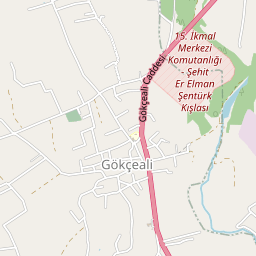 15. İkmal
Merkezi
Komutanlığı
- Şehit
Er Elman
Şentürk
Kışlası
Gökçeali Caddesi
Gökçeali